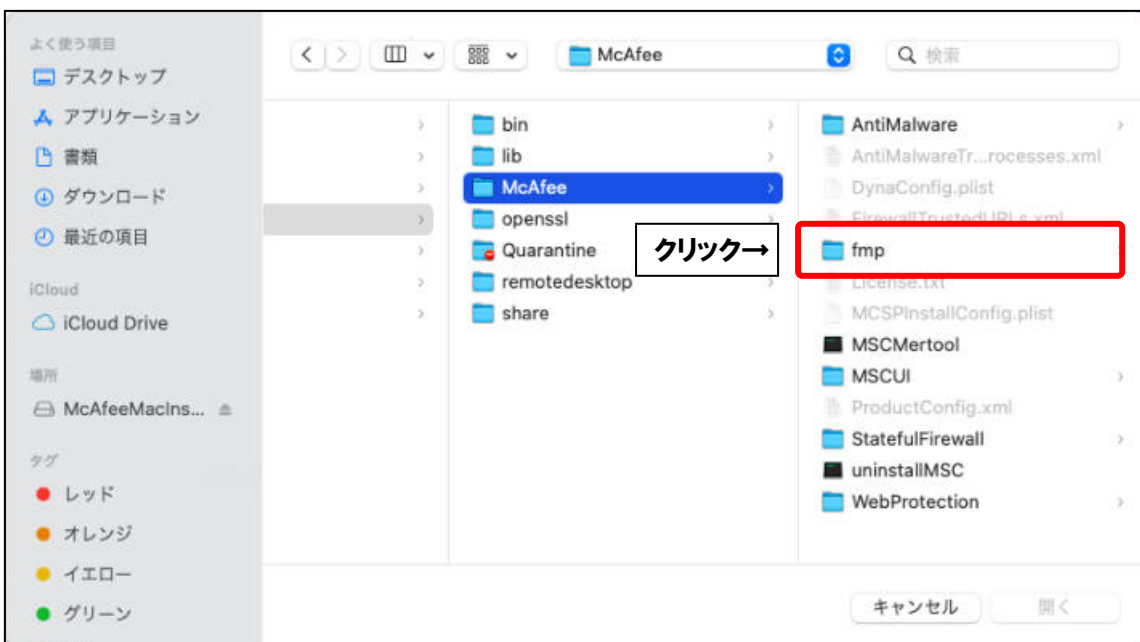 よく使う項目
デスクトップ
アプリケーション
書類
ダウンロード
最近の項目
iCloud
iCloud Drive
場所
McAfeeMacIns...
タグ
レッド
オレンジ
イエロー
グリーン
McAfee
検索
bin
lib
McAfee
openssl
Quarantine
remotedesktop
share
クリック→
AntiMalware
AntiMalwareTr...rocesses.xml
DynaConfig.plist
FirewallTrustedURLs.xml
fmp
License.txt
MCSPInstallConfig.plist
MSCMertool
MSCUI
ProductConfig.xml
StatefulFirewall
uninstallMSC
WebProtection
キャンセル
開く